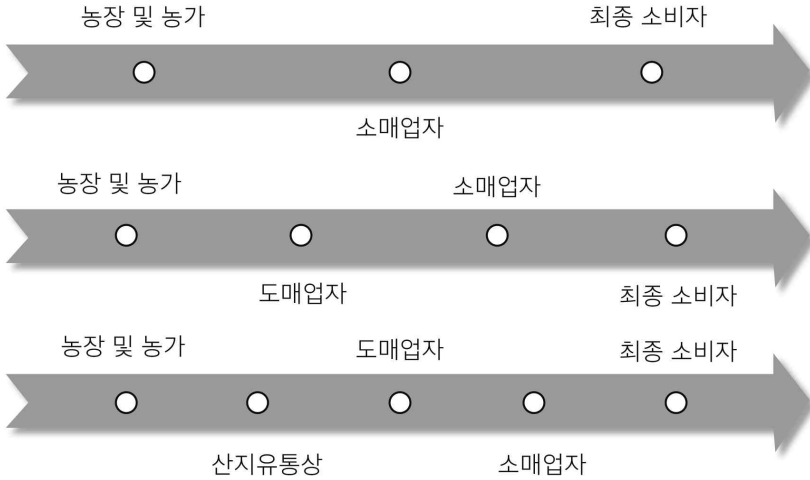 농장 및 농가
최종 소비자
소매업자
농장 및 농가
소매업자
도매업자
최종 소비자
농장 및 농가
도매업자
최종 소비자
산지유통상
소매업자